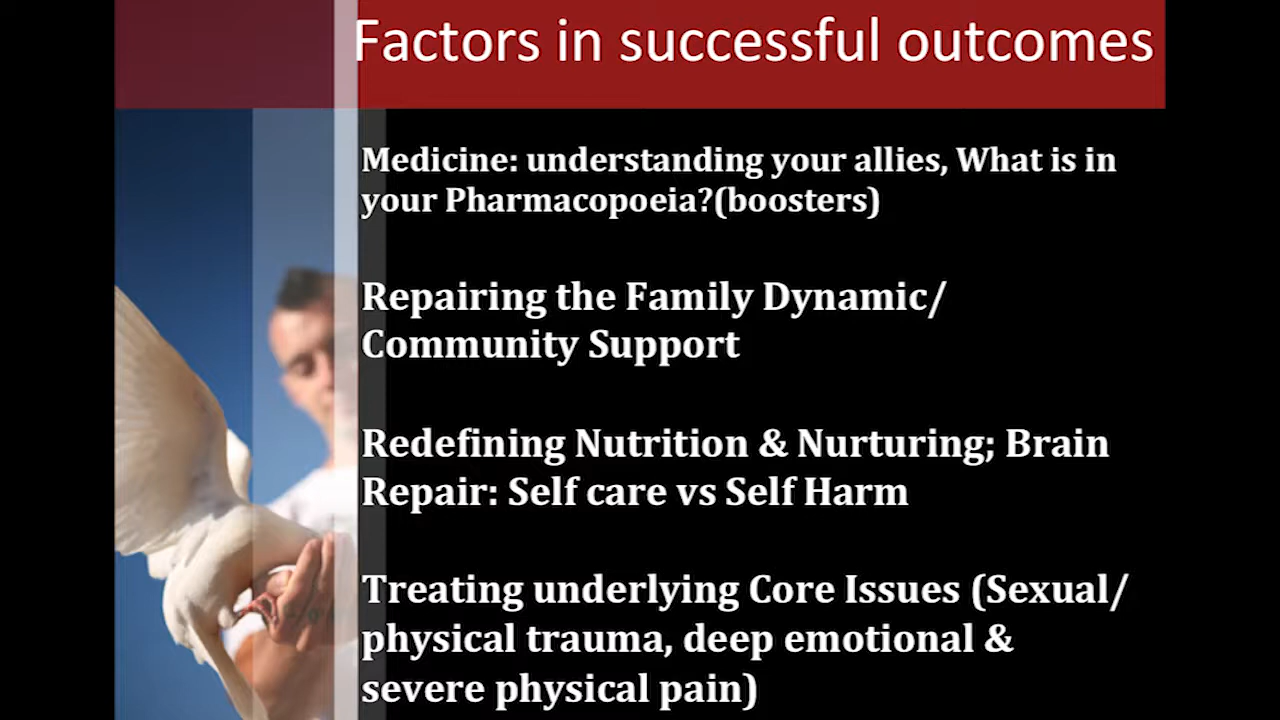 Factors in successful outcomes
Medicine: understanding your allies, What is in
your Pharmacopoeia?(boosters)
Repairing the Family Dynamic/
Community Support
Redefining Nutrition & Nurturing; Brain
Repair: Self care vs Self Harm
Treating underlying Core Issues (Sexual/
physical trauma, deep emotional &
severe physical pain)